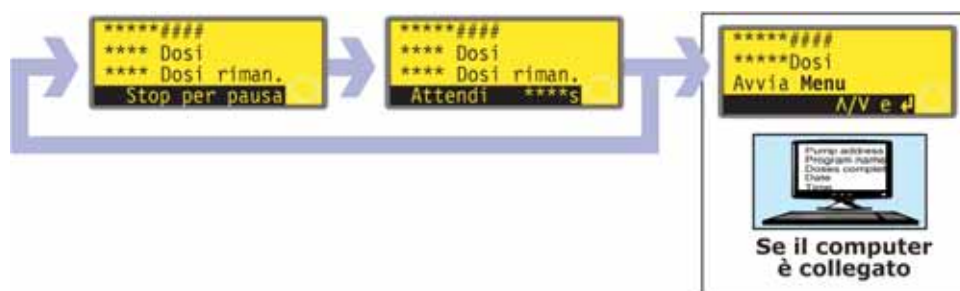 *****####
**** Dosi
**** Dosi riman.
Stop per pausa
*****####
**** Dosi
**** Dosi riman.
Attendi ****s
*****####
*****Dosi
Avvia Menu
Λ/V e ↵
Pump address
Program name
Doses complet
Date
Time
Se il computer
è collegato